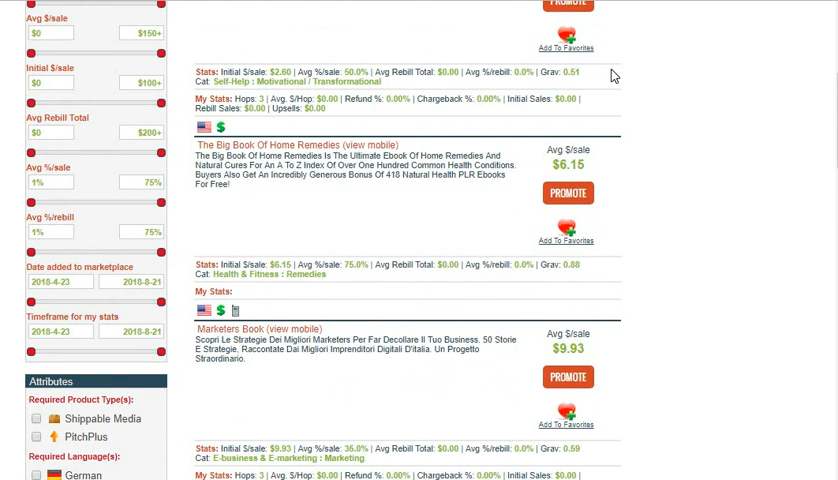 Avg $/sale
$0 $150+
Initial $/sale
$0 $100+
Avg Rebill Total
$0 $200+
Avg %/sale
1% 75%
Avg %/rebill
1% 75%
Date added to marketplace
2018-4-23 2018-8-21
Timeframe for my stats
2018-4-23 2018-8-21
Attributes
Required Product Type(s):
Shippable Media
PitchPlus
Required Language(s):
German
PROMOTE
Add To Favorites
Stats: Initial $/sale: $2.60 | Avg %/sale: 50.0% | Avg Rebill Total: $0.00 | Avg %/rebill: 0.0% | Grav: 0.51
Cat: Self-Help : Motivational / Transformational
My Stats: Hops: 3 | Avg. $/Hop: $0.00 | Refund %: 0.00% | Chargeback %: 0.00% | Initial Sales: $0.00 |
Rebill Sales: $0.00 | Upsells: $0.00
$
The Big Book Of Home Remedies (view mobile)
The Big Book Of Home Remedies Is The Ultimate Ebook Of Home Remedies And
Natural Cures For An A To Z Index Of Over One Hundred Common Health Conditions.
Buyers Also Get An Incredibly Generous Bonus Of 418 Natural Health PLR Ebooks
For Free!
Avg $/sale
$6.15
PROMOTE
Add To Favorites
Stats: Initial $/sale: $6.15 | Avg %/sale: 75.0% | Avg Rebill Total: $0.00 | Avg %/rebill: 0.0% | Grav: 0.88
Cat: Health & Fitness : Remedies
My Stats:
$
Marketers Book (view mobile)
Scopri Le Strategie Dei Migliori Marketers Per Far Decollare Il Tuo Business. 50 Storie
E Strategie, Raccontate Dai Migliori Imprenditori Digitali D'italia. Un Progetto
Straordinario.
Avg $/sale
$9.93
PROMOTE
Add To Favorites
Stats: Initial $/sale: $9.93 | Avg %/sale: 35.0% | Avg Rebill Total: $0.00 | Avg %/rebill: 0.0% | Grav: 0.59
Cat: E-business & E-marketing : Marketing
My Stats: Hops: 3 | Avg. $/Hop: $0.00 | Refund %: 0.00% | Chargeback %: 0.00% | Initial Sales: $0.00 |